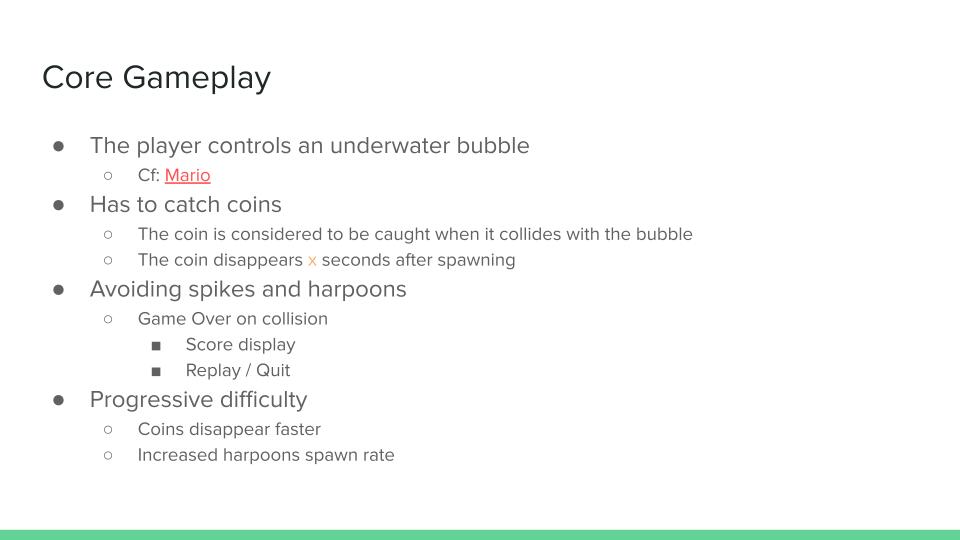 Core Gameplay
● The player controls an underwater bubble
○ Cf: Mario
● Has to catch coins
○ The coin is considered to be caught when it collides with the bubble
○ The coin disappears x seconds after spawning
● Avoiding spikes and harpoons
○ Game Over on collision
■ Score display
■ Replay / Quit
● Progressive difficulty
○ Coins disappear faster
○ Increased harpoons spawn rate